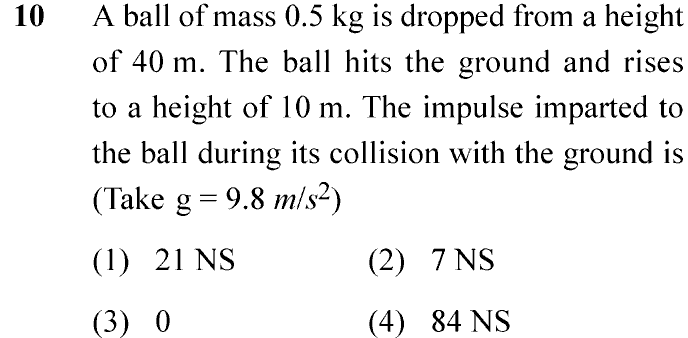 10 A ball of mass 0.5 kg is dropped from a height
of 40 m. The ball hits the ground and rises
to a height of 10 m. The impulse imparted to
the ball during its collision with the ground is
(Take g = 9.8 m/s²)
(1) 21 NS (2) 7 NS
(3) 0 (4) 84 NS